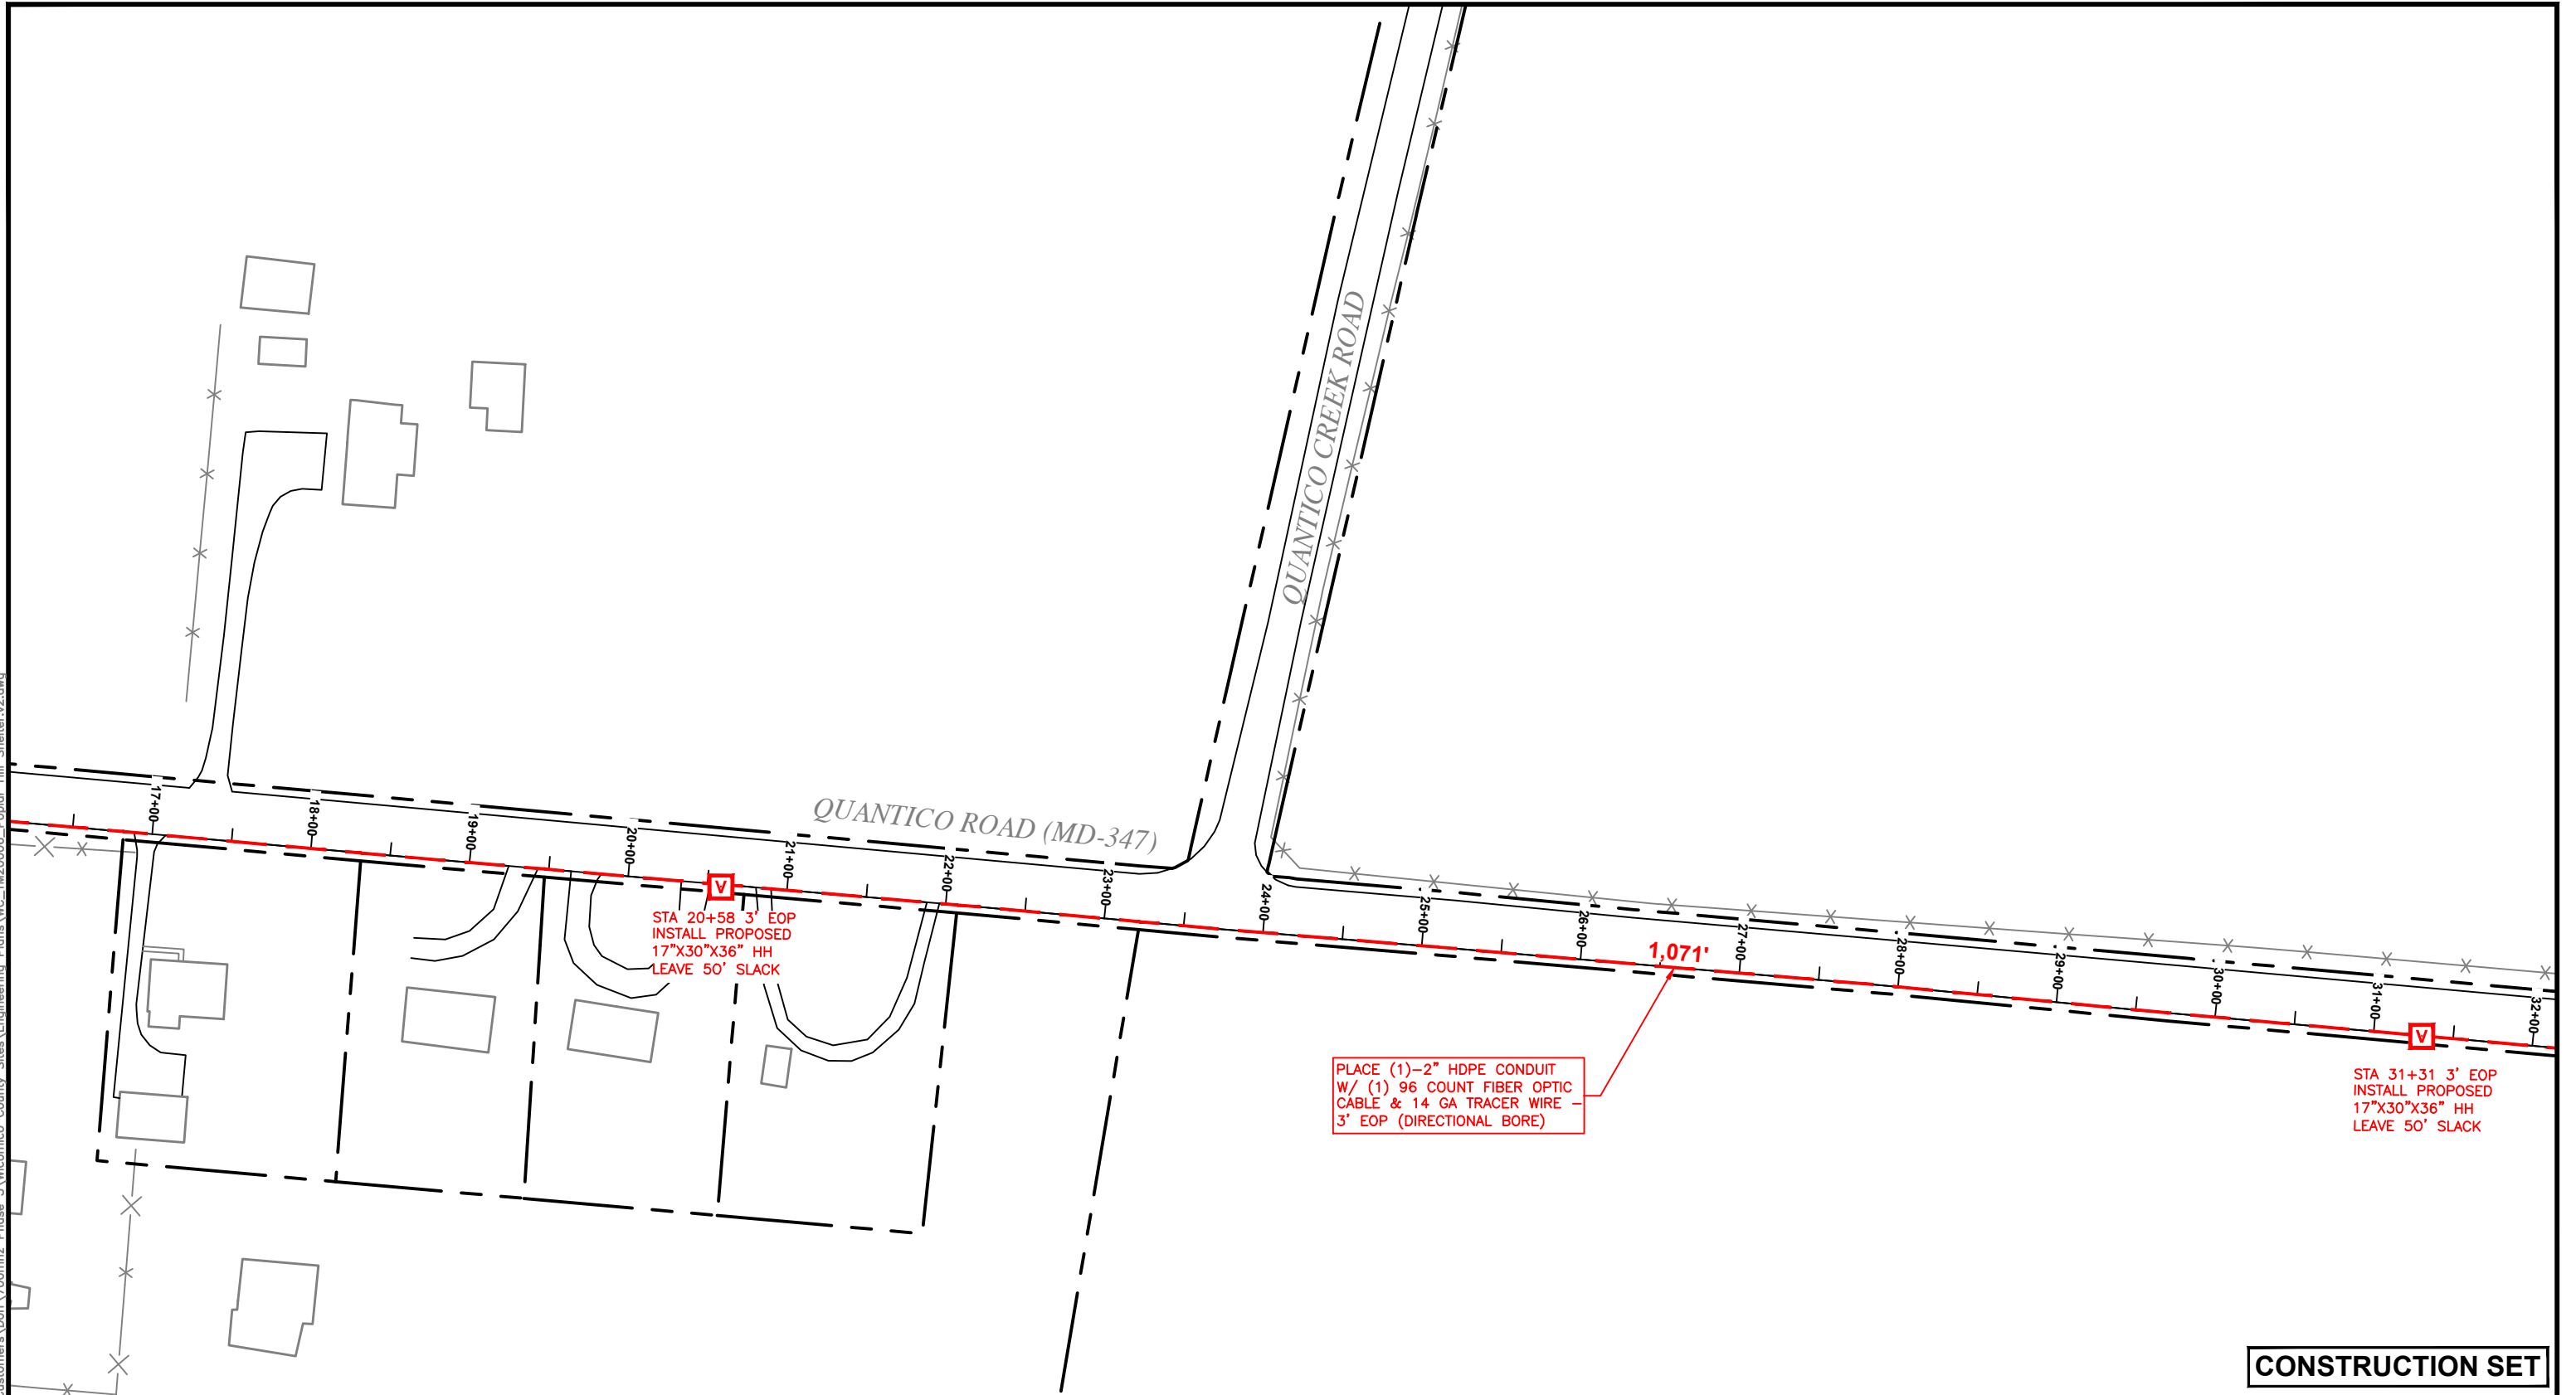 QUANTICO CREEK ROAD
QUANTICO ROAD (MD-347)
17+00
18+00
19+00
20+00
21+00
22+00
23+00
24+00
25+00
26+00
27+00
28+00
29+00
30+00
31+00
32+00
A
STA 20+58 3' EOP
INSTALL PROPOSED
17"X30"X36" HH
LEAVE 50' SLACK
1,071'
PLACE (1)-2" HDPE CONDUIT
W/ (1) 96 COUNT FIBER OPTIC
CABLE & 14 GA TRACER WIRE -
3' EOP (DIRECTIONAL BORE)
A
STA 31+31 3' EOP
INSTALL PROPOSED
17"X30"X36" HH
LEAVE 50' SLACK
CONSTRUCTION SET